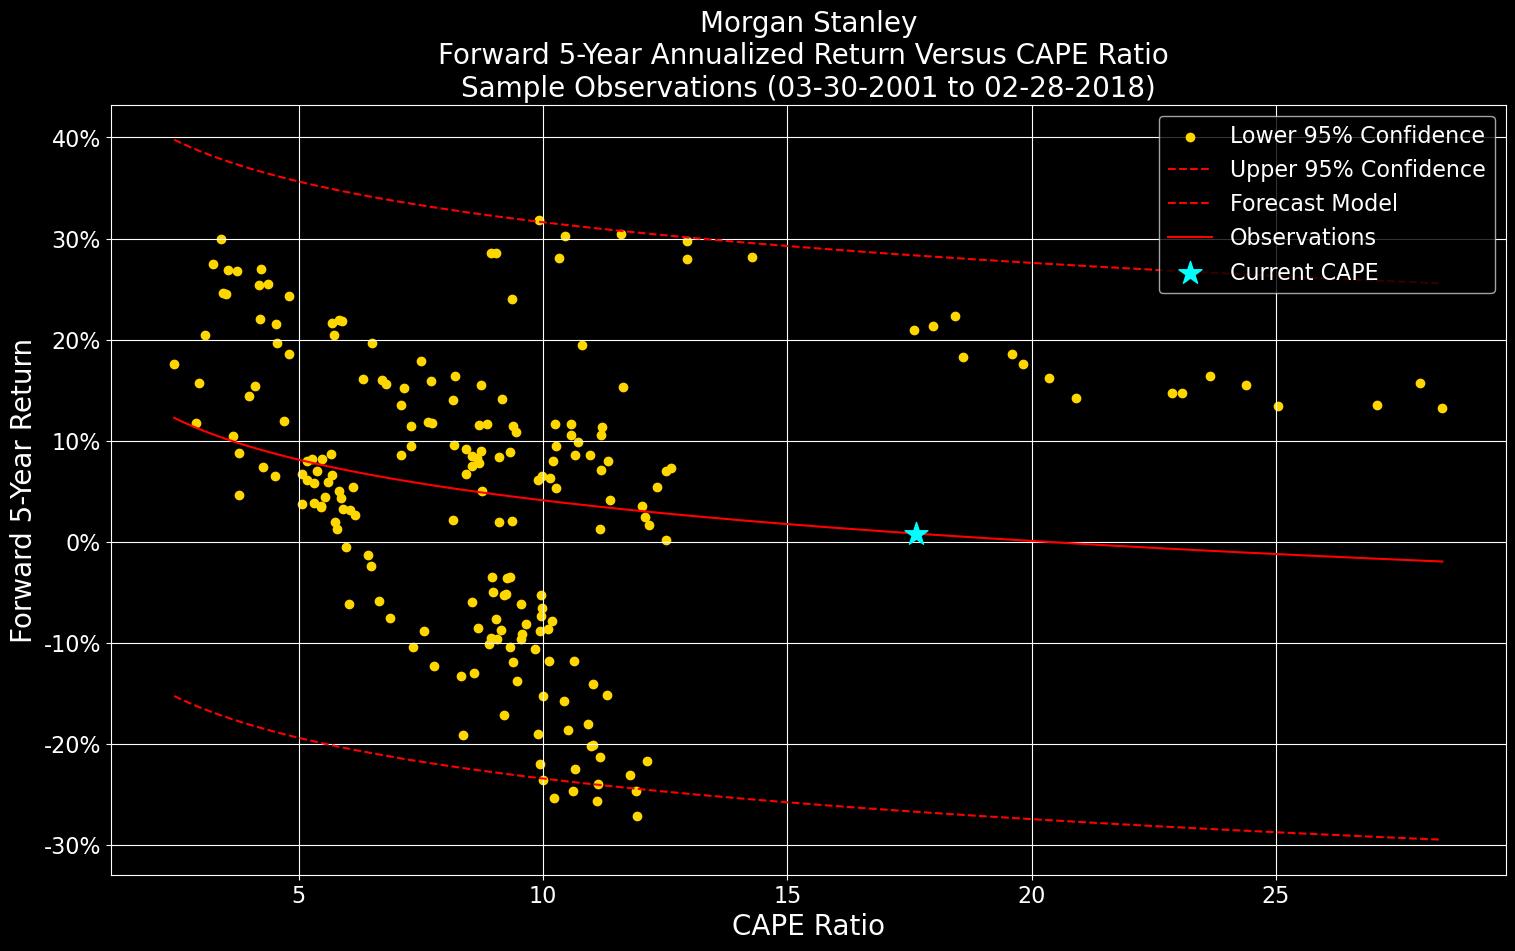 Morgan Stanley
Forward 5-Year Annualized Return Versus CAPE Ratio
Sample Observations (03-30-2001 to 02-28-2018)
Lower 95% Confidence
Upper 95% Confidence
Forecast Model
Observations
Current CAPE
Forward 5-Year Return
40%
30%
20%
10%
0%
-10%
-20%
-30%
5 10 15 20 25
CAPE Ratio